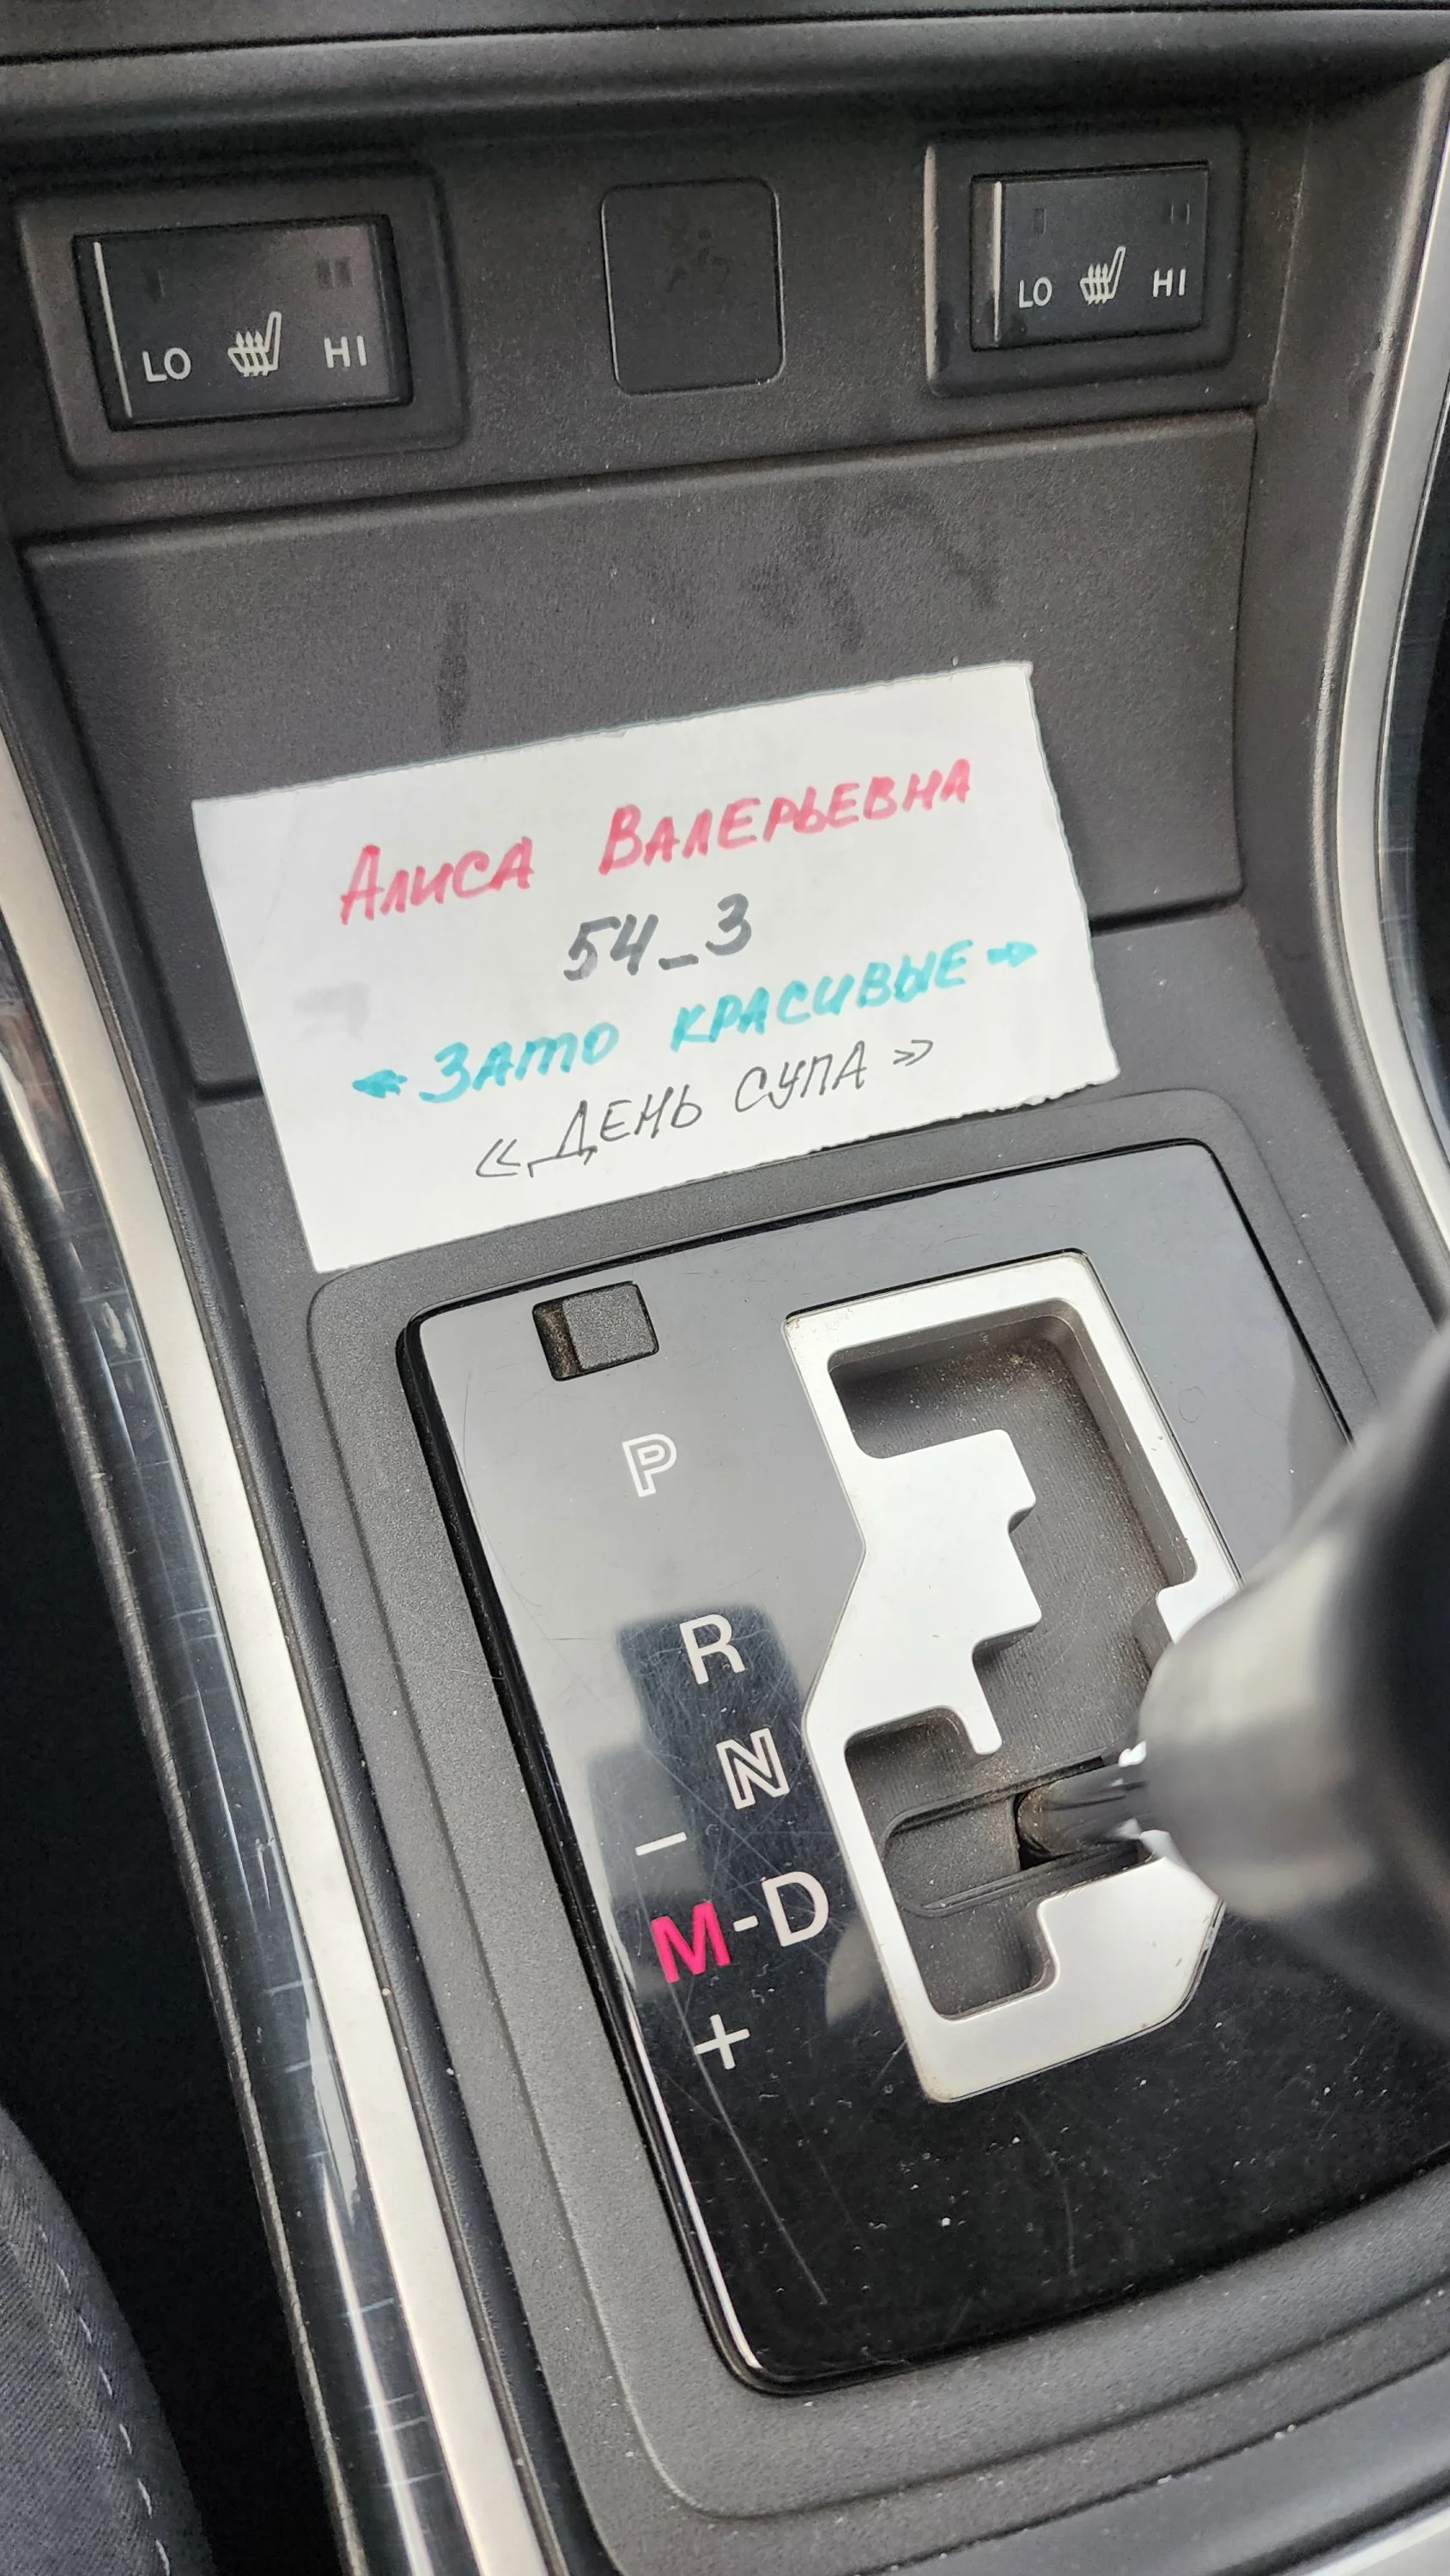 LO HI
LO HI
Алиса Валерьевна
54_3
Зато красивые
«День супа»
P
R
N
–
M-D
+